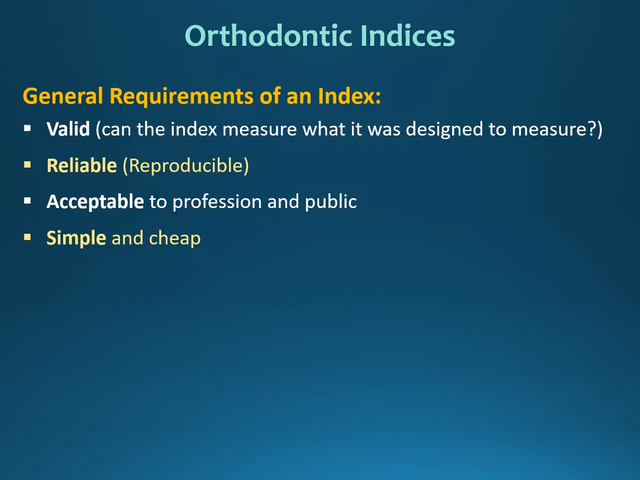 Orthodontic Indices
General Requirements of an Index:
▪ Valid (can the index measure what it was designed to measure?)
▪ Reliable (Reproducible)
▪ Acceptable to profession and public
▪ Simple and cheap